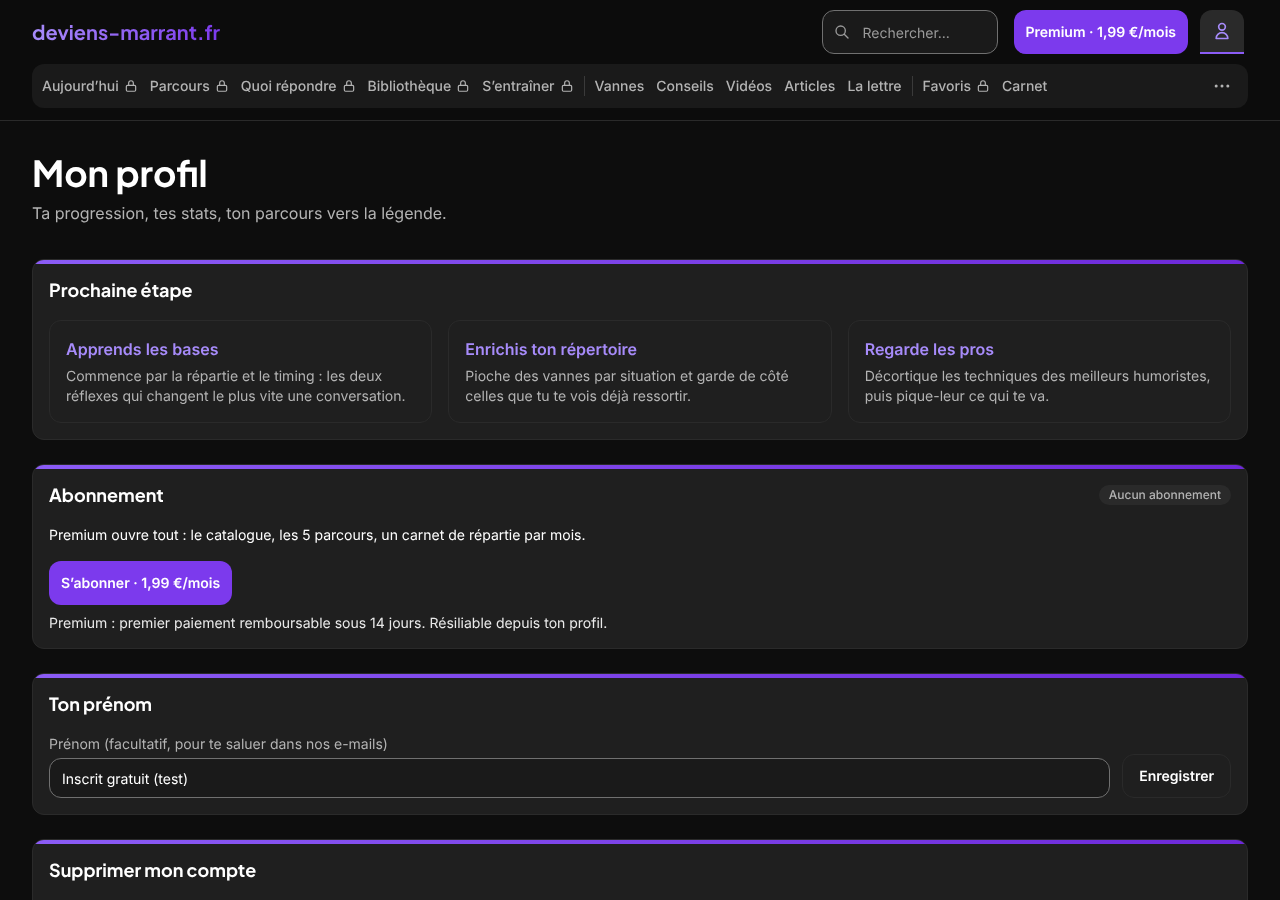 deviens-marrant.fr
Rechercher...
Premium · 1,99 €/mois
Aujourd’hui Parcours Quoi répondre Bibliothèque S’entraîner Vannes Conseils Vidéos Articles La lettre Favoris Carnet
Mon profil
Ta progression, tes stats, ton parcours vers la légende.
Prochaine étape
Apprends les bases
Commence par la répartie et le timing : les deux
réflexes qui changent le plus vite une conversation.
Enrichis ton répertoire
Pioche des vannes par situation et garde de côté
celles que tu te vois déjà ressortir.
Regarde les pros
Décortique les techniques des meilleurs humoristes,
puis pique-leur ce qui te va.
Abonnement
Aucun abonnement
Premium ouvre tout : le catalogue, les 5 parcours, un carnet de répartie par mois.
S’abonner · 1,99 €/mois
Premium : premier paiement remboursable sous 14 jours. Résiliable depuis ton profil.
Ton prénom
Prénom (facultatif, pour te saluer dans nos e-mails)
Inscrit gratuit (test)
Enregistrer
Supprimer mon compte